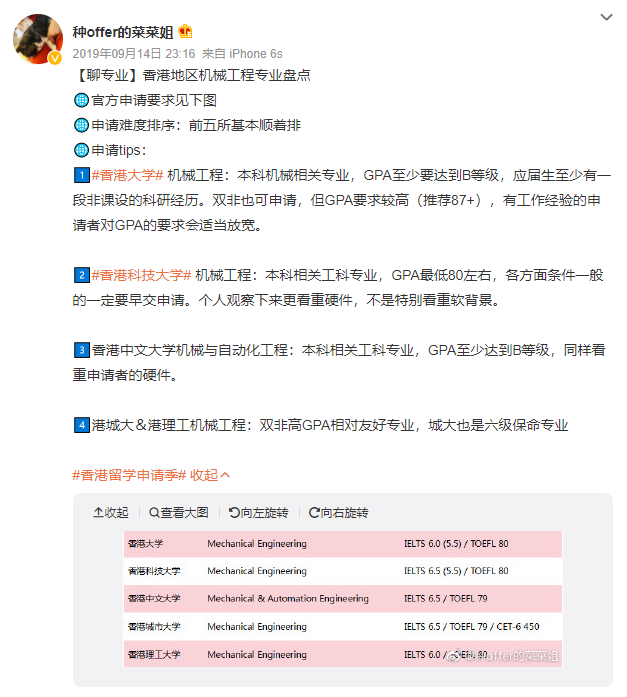 种offer的菜菜姐
2019年09月14日 23:16 来自 iPhone 6s
【聊专业】香港地区机械工程专业盘点
官方申请要求见下图
申请难度排序：前五所基本顺着排
申请tips：
1 #香港大学# 机械工程：本科机械相关专业，GPA至少要达到B等级，应届生至少有一
段非课设的科研经历。双非也可申请，但GPA要求较高（推荐87+），有工作经验的申
请者对GPA的要求会适当放宽。
2 #香港科技大学# 机械工程：本科相关工科专业，GPA最低80左右，各方面条件一般
的一定要早交申请。个人观察下来更看重硬件，不是特别看重软背景。
3 香港中文大学机械与自动化工程：本科相关工科专业，GPA至少达到B等级，同样看
重申请者的硬件。
4 港城大＆港理工机械工程：双非高GPA相对友好专业，城大也是六级保命专业
#香港留学申请季# 收起
收起 查看大图 向左旋转 向右旋转
香港大学 Mechanical Engineering IELTS 6.0 (5.5) / TOEFL 80
香港科技大学 Mechanical Engineering IELTS 6.5 (5.5) / TOEFL 80
香港中文大学 Mechanical & Automation Engineering IELTS 6.5 / TOEFL 79
香港城市大学 Mechanical Engineering IELTS 6.5 / TOEFL 79 / CET-6 450
香港理工大学 Mechanical Engineering IELTS 6.0 / 80
@种offer的菜菜姐